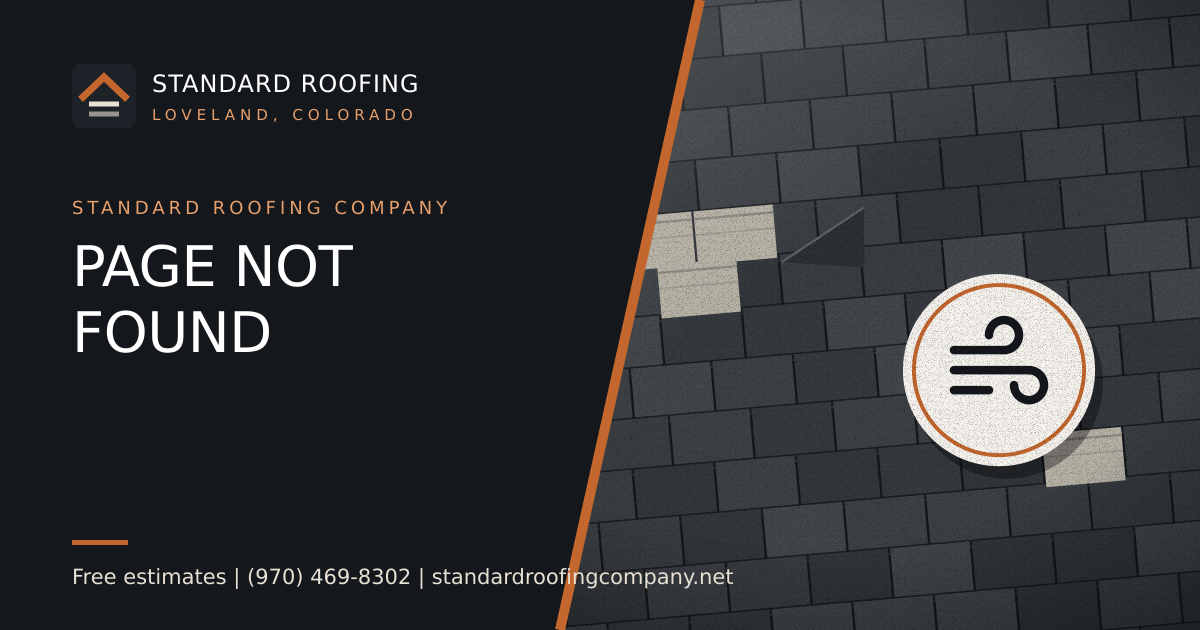 STANDARD ROOFING
LOVELAND, COLORADO
STANDARD ROOFING COMPANY
PAGE NOT
FOUND
Free estimates | (970) 469-8302 | standardroofingcompany.net